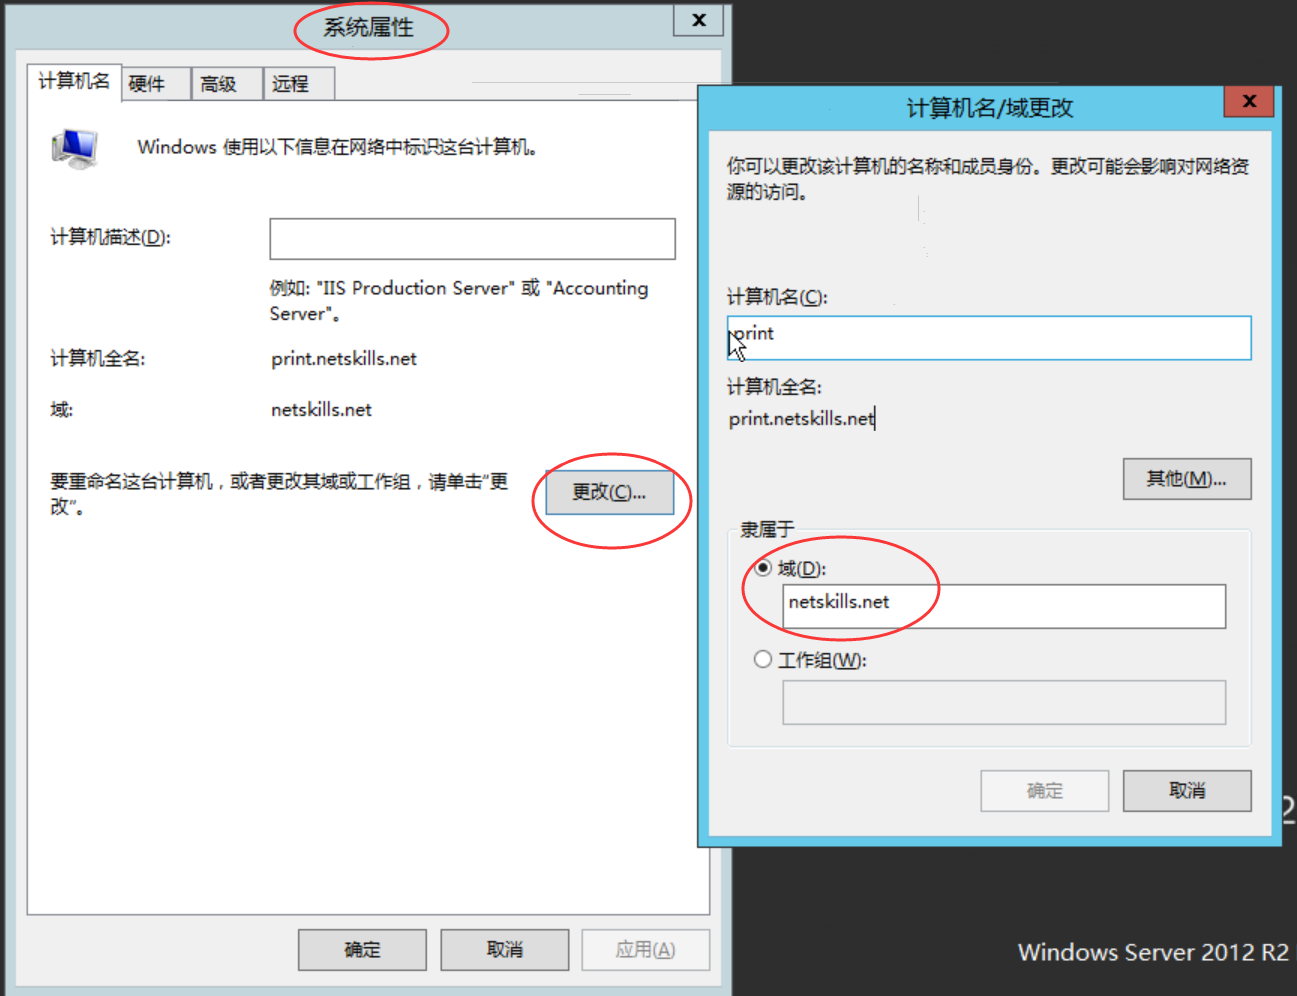 系统属性
x
计算机名
硬件
高级
远程
Windows 使用以下信息在网络中标识这台计算机。
计算机描述(D):
例如: "IIS Production Server" 或 "Accounting
Server"。
计算机全名:
print.netskills.net
域:
netskills.net
要重命名这台计算机，或者更改其域或工作组，请单击"更
改"。
更改(C)...
确定
取消
应用(A)
计算机名/域更改
x
你可以更改该计算机的名称和成员身份。更改可能会影响对网络资
源的访问。
计算机名(C):
print
计算机全名:
print.netskills.net
其他(M)...
隶属于
域(D):
netskills.net
工作组(W):
确定
取消
2
Windows Server 2012 R2